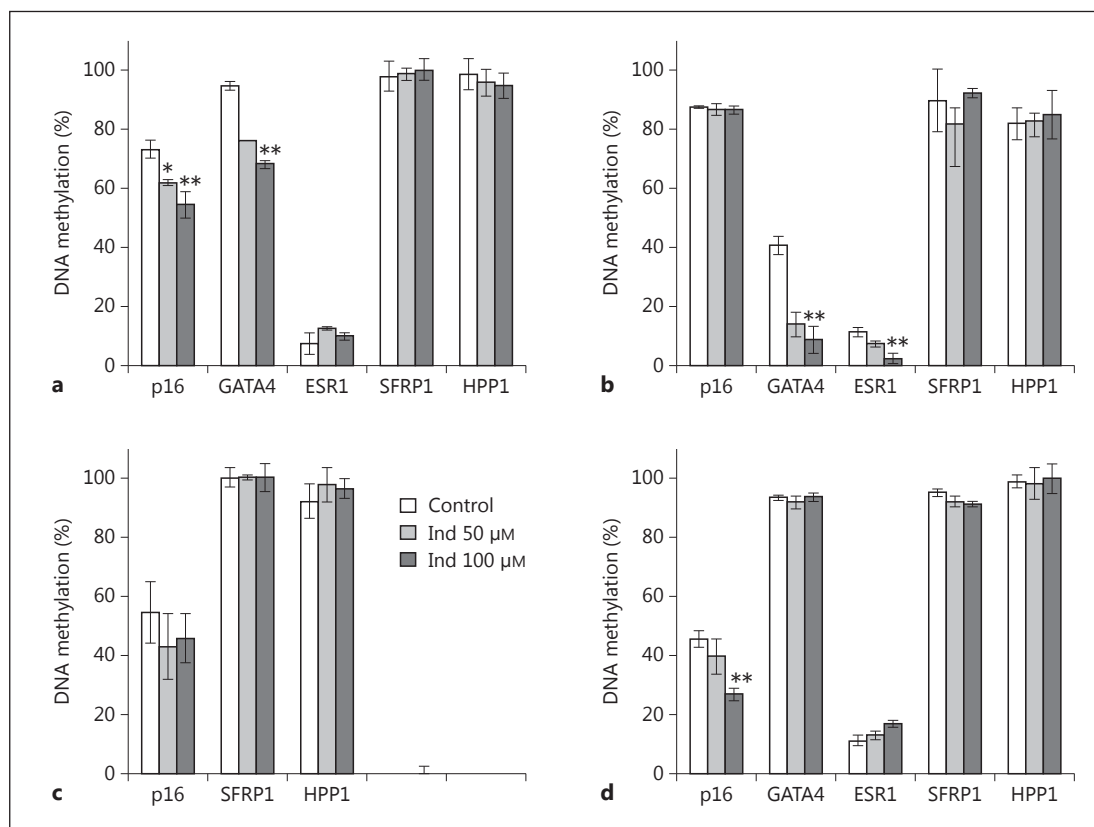 100
80
60
40
20
0
DNA methylation (%)
*
**
**
a
p16 GATA4 ESR1 SFRP1 HPP1
100
80
60
40
20
0
DNA methylation (%)
**
**
b
p16 GATA4 ESR1 SFRP1 HPP1
100
80
60
40
20
0
DNA methylation (%)
Control
Ind 50 μM
Ind 100 μM
c
p16 SFRP1 HPP1
100
80
60
40
20
0
DNA methylation (%)
**
d
p16 GATA4 ESR1 SFRP1 HPP1